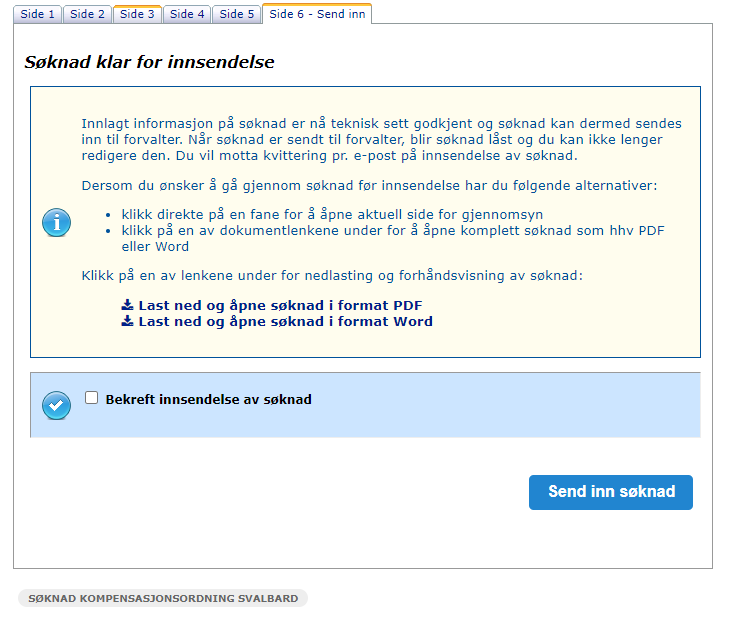 Side 1 Side 2 Side 3 Side 4 Side 5 Side 6 - Send inn
Søknad klar for innsendelse
Innlagt informasjon på søknad er nå teknisk sett godkjent og søknad kan dermed sendes
inn til forvalter. Når søknad er sendt til forvalter, blir søknad låst og du kan ikke lenger
redigere den. Du vil motta kvittering pr. e-post på innsendelse av søknad.
Dersom du ønsker å gå gjennom søknad før innsendelse har du følgende alternativer:
• klikk direkte på en fane for å åpne aktuell side for gjennomsyn
• klikk på en av dokumentlenkene under for å åpne komplett søknad som hhv PDF
eller Word
Klikk på en av lenkene under for nedlasting og forhåndsvisning av søknad:
Last ned og åpne søknad i format PDF
Last ned og åpne søknad i format Word
Bekreft innsendelse av søknad
Send inn søknad
SØKNAD KOMPENSASJONSORDNING SVALBARD